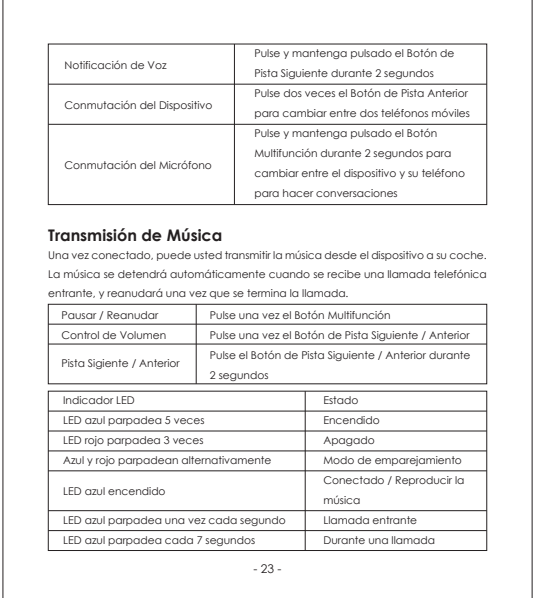 Notificación de Voz
Pulse y mantenga pulsado el Botón de
Pista Siguiente durante 2 segundos
Conmutación del Dispositivo
Pulse dos veces el Botón de Pista Anterior
para cambiar entre dos teléfonos móviles
Conmutación del Micrófono
Pulse y mantenga pulsado el Botón
Multifunción durante 2 segundos para
cambiar entre el dispositivo y su teléfono
para hacer conversaciones
Transmisión de Música
Una vez conectado, puede usted transmitir la música desde el dispositivo a su coche.
La música se detendrá automáticamente cuando se recibe una llamada telefónica
entrante, y reanudará una vez que se termina la llamada.
Pausar / Reanudar
Pulse una vez el Botón Multifunción
Control de Volumen
Pulse una vez el Botón de Pista Siguiente / Anterior
Pista Sigiente / Anterior
Pulse el Botón de Pista Siguiente / Anterior durante
2 segundos
Indicador LED
Estado
LED azul parpadea 5 veces
Encendido
LED rojo parpadea 3 veces
Apagado
Azul y rojo parpadean alternativamente
Modo de emparejamiento
LED azul encendido
Conectado / Reproducir la
música
LED azul parpadea una vez cada segundo
Llamada entrante
LED azul parpadea cada 7 segundos
Durante una llamada
- 23 -